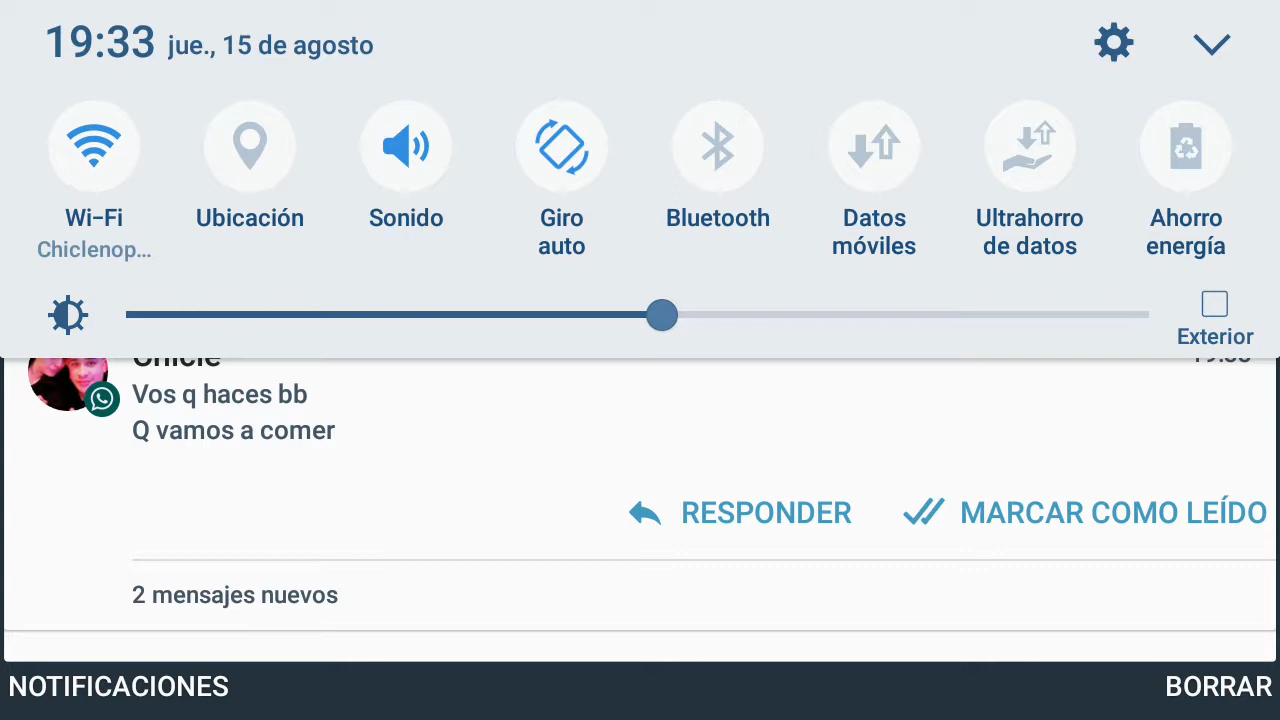 19:33 jue., 15 de agosto
Wi-Fi
Chiclenop...
Ubicación
Sonido
Giro
auto
Bluetooth
Datos
móviles
Ultrahorro
de datos
Ahorro
energía
Exterior
Chicle
Vos q haces bb
Q vamos a comer
RESPONDER
MARCAR COMO LEÍDO
2 mensajes nuevos
NOTIFICACIONES
BORRAR